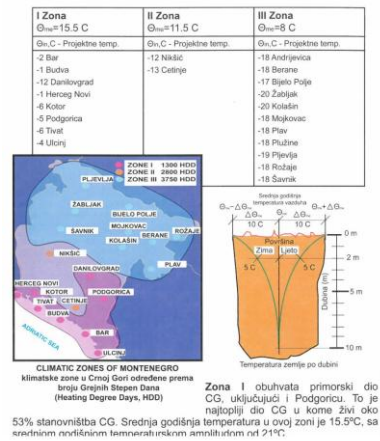 I Zona
Θme=15.5 C
II Zona
Θme=11.5 C
III Zona
Θme=8 C
Θin,C - Projektne temp.
Θin,C - Projektne temp.
Θin,C - Projektne temp.
-2 Bar
-1 Budva
-12 Danilovgrad
-1 Herceg Novi
-6 Kotor
-5 Podgorica
-6 Tivat
-4 Ulcinj
-12 Nikšić
-13 Cetinje
-18 Andrijevica
-18 Berane
-17 Bijelo Polje
-20 Žabljak
-20 Kolašin
-18 Mojkovac
-18 Plav
-18 Plužine
-19 Pljevlja
-18 Rožaje
-18 Šavnik
ZONE I 1300 HDD
ZONE II 2600 HDD
ZONE III 3750 HDD
PLJEVLJA
ŽABLJAK
BIJELO POLJE
MOJKOVAC
ŠAVNIK
BERANE
ROŽAJE
KOLAŠIN
NIKŠIĆ
PLAV
DANILOVGRAD
HERCEG NOVI
KOTOR
PODGORICA
TIVAT
CETINJE
BUDVA
BAR
ULCINJ
ADRIATIC SEA
CLIMATIC ZONES OF MONTENEGRO
klimatske zone u Crnoj Gori određene prema
broju Grejnih Stepen Dana
(Heating Degree Days, HDD)
Srednja godišnja
temperatura vazduha
10 C
10 C
Površina
Zima
Ljeto
5 C
5 C
0 m
2 m
5 m
10 m
Dubina (m)
Temperatura zemlje po dubini
Zona I obuhvata primorski dio
CG, uključujući i Podgoricu. To je
najtopliji dio CG u kome živi oko
53% stanovništva CG. Srednja godišnja temperatura u ovoj zoni je 15.5ºC, sa
srednjom godišnjom temperaturskom amplitudom od 21ºC.